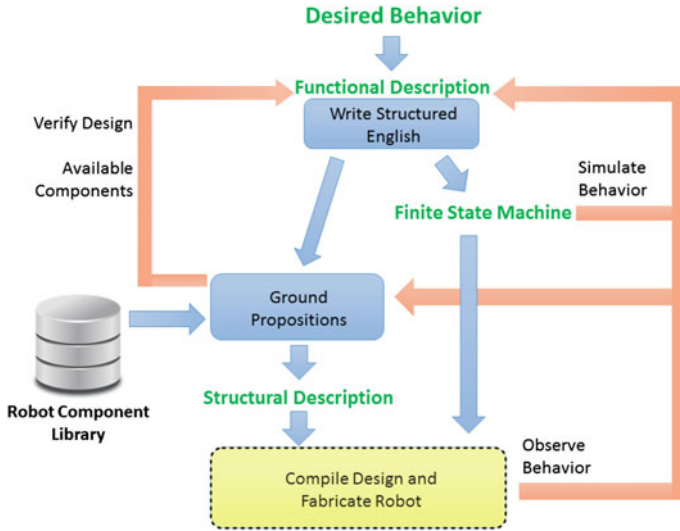 Desired Behavior
Functional Description
Write Structured
English
Verify Design
Available
Components
Simulate
Behavior
Finite State Machine
Ground
Propositions
Robot Component
Library
Structural Description
Observe
Behavior
Compile Design and
Fabricate Robot